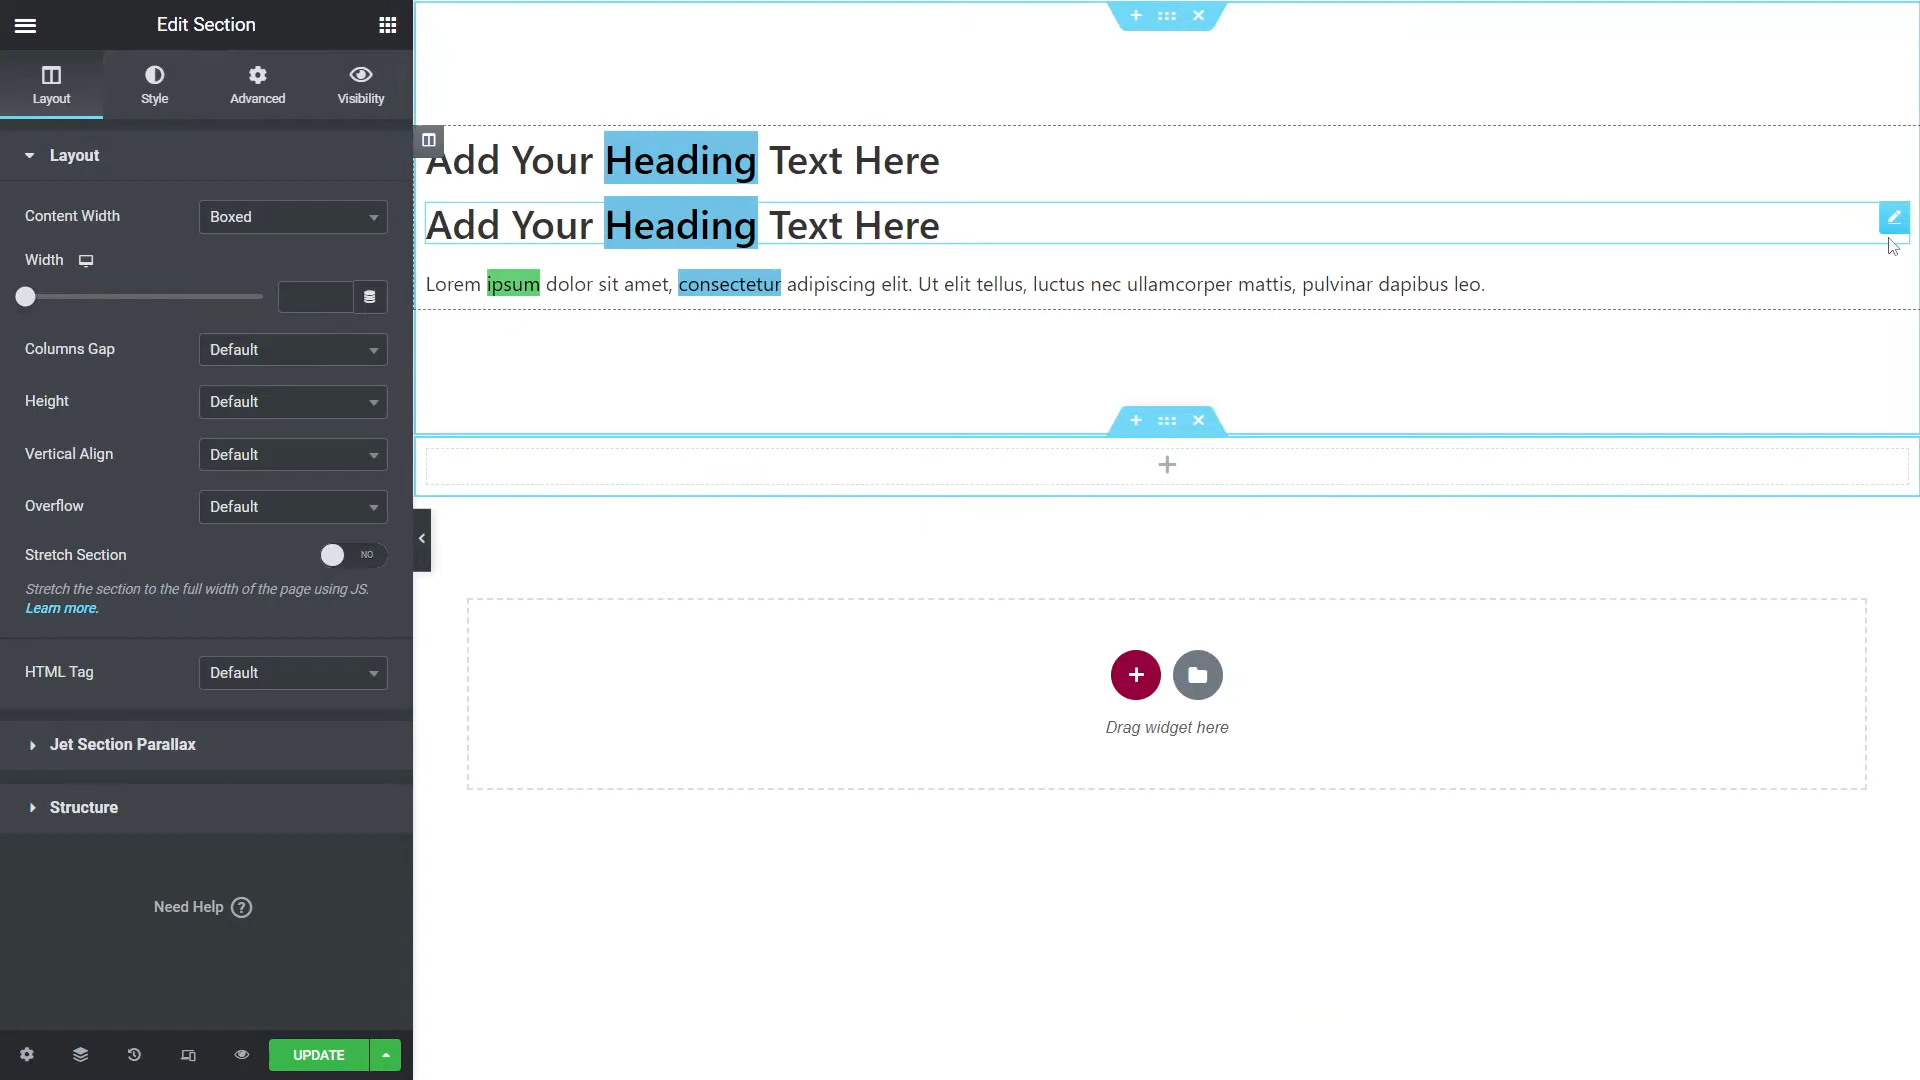 Edit Section
Layout
Style
Advanced
Visibility
Layout
Content Width
Boxed
Width
Columns Gap
Default
Height
Default
Vertical Align
Default
Overflow
Default
Stretch Section
NO
Stretch the section to the full width of the page using JS.
Learn more.
HTML Tag
Default
Jet Section Parallax
Structure
Need Help
UPDATE
Add Your Heading Text Here
Add Your Heading Text Here
Lorem ipsum dolor sit amet, consectetur adipiscing elit. Ut elit tellus, luctus nec ullamcorper mattis, pulvinar dapibus leo.
Drag widget here